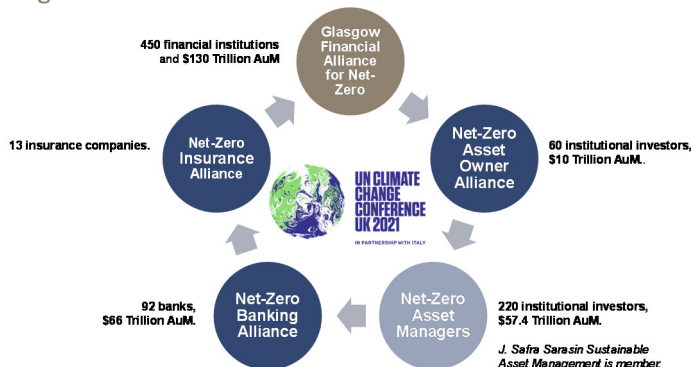 Glasgow
Financial
Alliance
for Net-
Zero
450 financial institutions
and $130 Trillion AuM
Net-Zero
Asset
Owner
Alliance
60 institutional investors,
$10 Trillion AuM..
Net-Zero
Asset
Managers
220 institutional investors,
$57.4 Trillion AuM.
J. Safra Sarasin Sustainable
Asset Management is member.
Net-Zero
Banking
Alliance
92 banks,
$66 Trillion AuM.
Net-Zero
Insurance
Alliance
13 insurance companies.
UN CLIMATE
CHANGE
CONFERENCE
UK 2021
IN PARTNERSHIP WITH ITALY